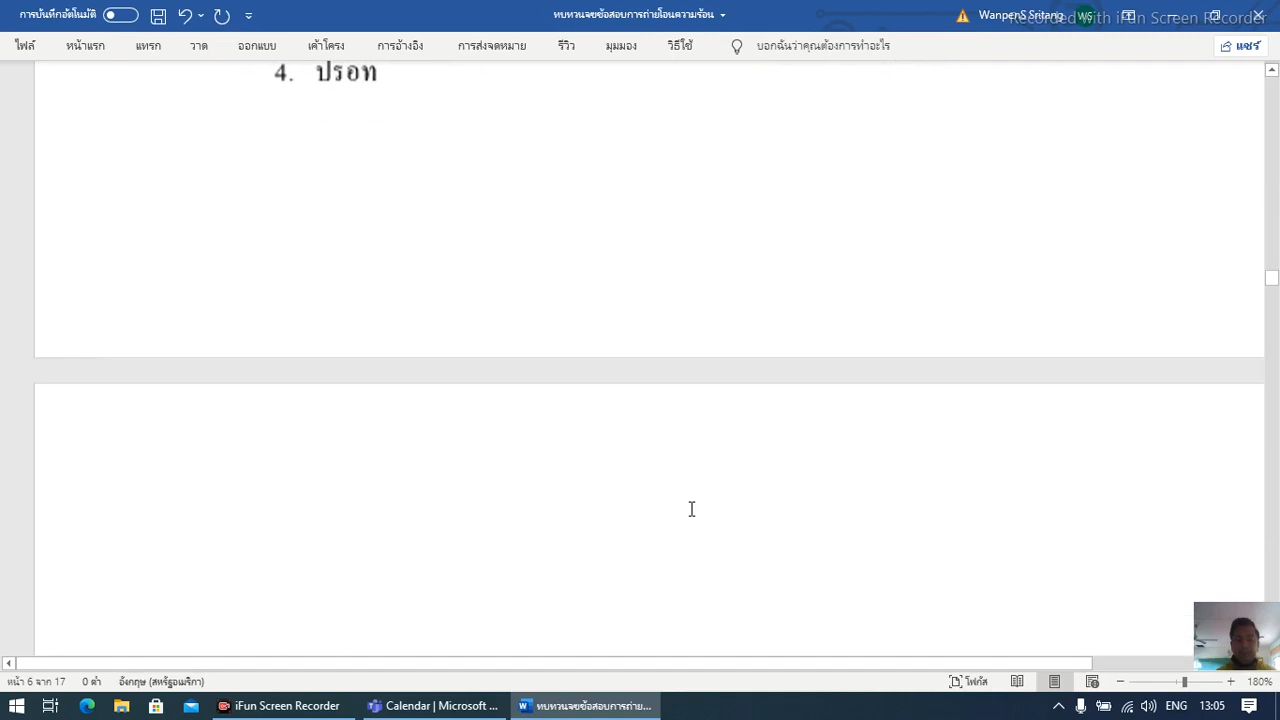 การบันทึกอัตโนมัติ
ทบทวนจขข้อสอบการถ่ายโอนความร้อน
WanpenS Sritang
WS
Recorded with iFun Screen Recorder
ไฟล์ หน้าแรก แทรก วาด ออกแบบ เค้าโครง การอ้างอิง การส่งจดหมาย รีวิว มุมมอง วิธีใช้ บอกฉันว่าคุณต้องการทำอะไร แชร์
4. ปรอท
หน้า 6 จาก 17 0 คำ อังกฤษ (สหรัฐอเมริกา) โฟกัส 180%
iFun Screen Recorder Calendar | Microsoft ... ทบทวนจขข้อสอบการถ่าย... ENG 13:05